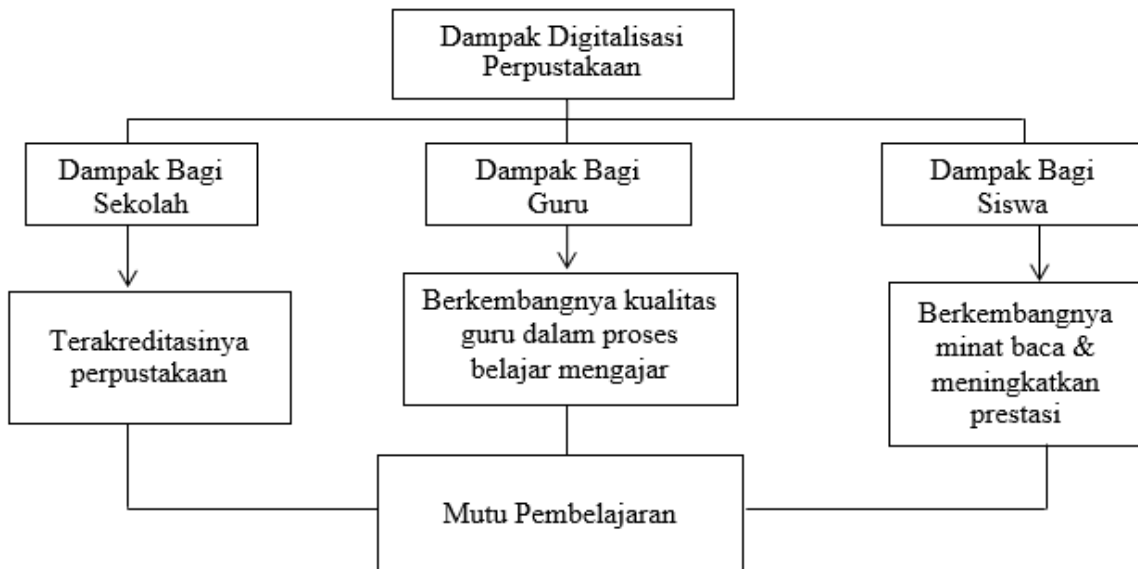 Dampak Digitalisasi
Perpustakaan
Dampak Bagi
Sekolah
Dampak Bagi
Guru
Dampak Bagi
Siswa
Terakreditasinya
perpustakaan
Berkembangnya kualitas
guru dalam proses
belajar mengajar
Berkembangnya
minat baca &
meningkatkan
prestasi
Mutu Pembelajaran